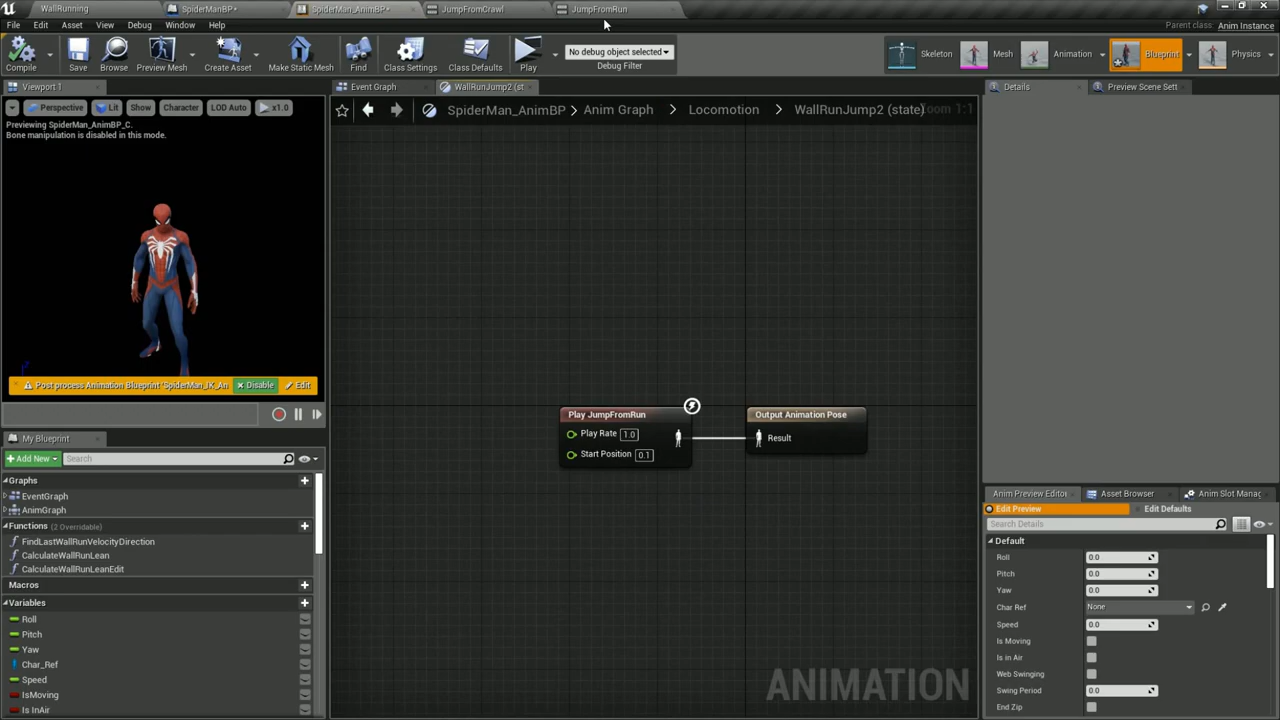 WallRunning
SpiderManBP*
SpiderMan_AnimBP*
JumpFromCrawl
JumpFromRun
File Edit Asset View Debug Window Help
Parent class: Anim Instance
Compile Save Browse Preview Mesh Create Asset Make Static Mesh Find Class Settings Class Defaults Play
No debug object selected
Debug Filter
Skeleton Mesh Animation Blueprint Physics
Viewport 1
Event Graph
WallRunJump2 (st
Details
Preview Scene Sett
Perspective Lit Show Character LOD Auto x1.0
SpiderMan_AnimBP > Anim Graph > Locomotion > WallRunJump2 (state)
Zoom 1:1
Previewing SpiderMan_AnimBP_C.
Bone manipulation is disabled in this mode.
Post process Animation Blueprint 'SpiderMan_IK_An
Disable
Edit
Play JumpFromRun
Play Rate 1.0
Start Position 0.1
Output Animation Pose
Result
ANIMATION
My Blueprint
Add New
Search
Graphs
EventGraph
AnimGraph
Functions (2 Overridable)
FindLastWallRunVelocityDirection
CalculateWallRunLean
CalculateWallRunLeanEdit
Macros
Variables
Roll
Pitch
Yaw
Char_Ref
Speed
IsMoving
Is InAir
Anim Preview Editor
Asset Browser
Anim Slot Manag
Edit Preview
Edit Defaults
Search Details
Default
Roll 0.0
Pitch 0.0
Yaw 0.0
Char Ref None
Speed 0.0
Is Moving
Is in Air
Web Swinging
Swing Period 0.0
End Zip